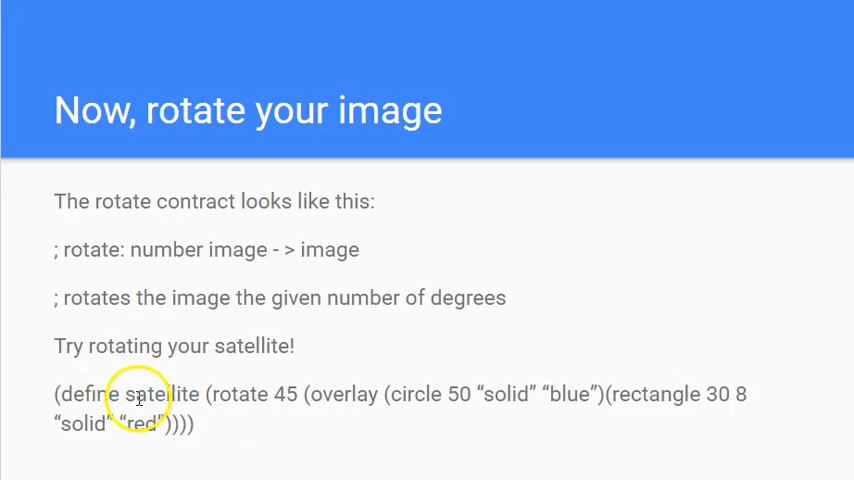 Now, rotate your image
The rotate contract looks like this:
; rotate: number image - > image
; rotates the image the given number of degrees
Try rotating your satellite!
(define satellite (rotate 45 (overlay (circle 50 “solid” “blue”)(rectangle 30 8
“solid” “red”))))